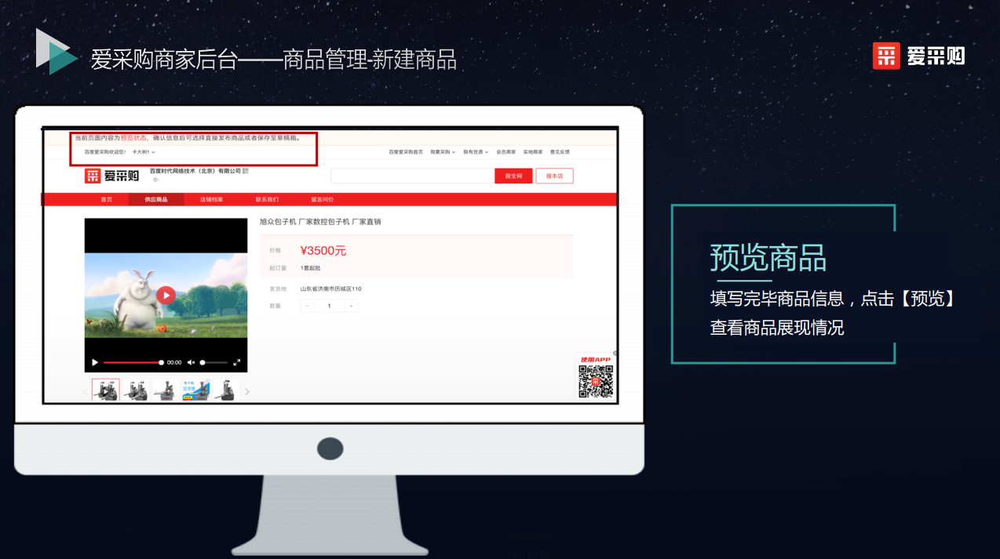 爱采购商家后台——商品管理-新建商品
采 爱采购
当前页面内容为预览状态，确认信息后可选择直接发布商品或者保存至草稿箱。
百度爱采购欢迎您! 卡大树1
百度爱采购首页 我要采购 我有货源 会员商家 实地商家 意见反馈
采 爱采购 百度时代网络技术（北京）有限公司
搜全网 搜本店
首页 供应商品 店铺档案 联系我们 留言问价
旭众包子机 厂家数控包子机 厂家直销
价格 ¥3500元
起订量 1套起批
发货地 山东省济南市历城区110
数量 - 1 +
00:00
使用APP
预览商品
填写完毕商品信息，点击【预览】
查看商品展现情况